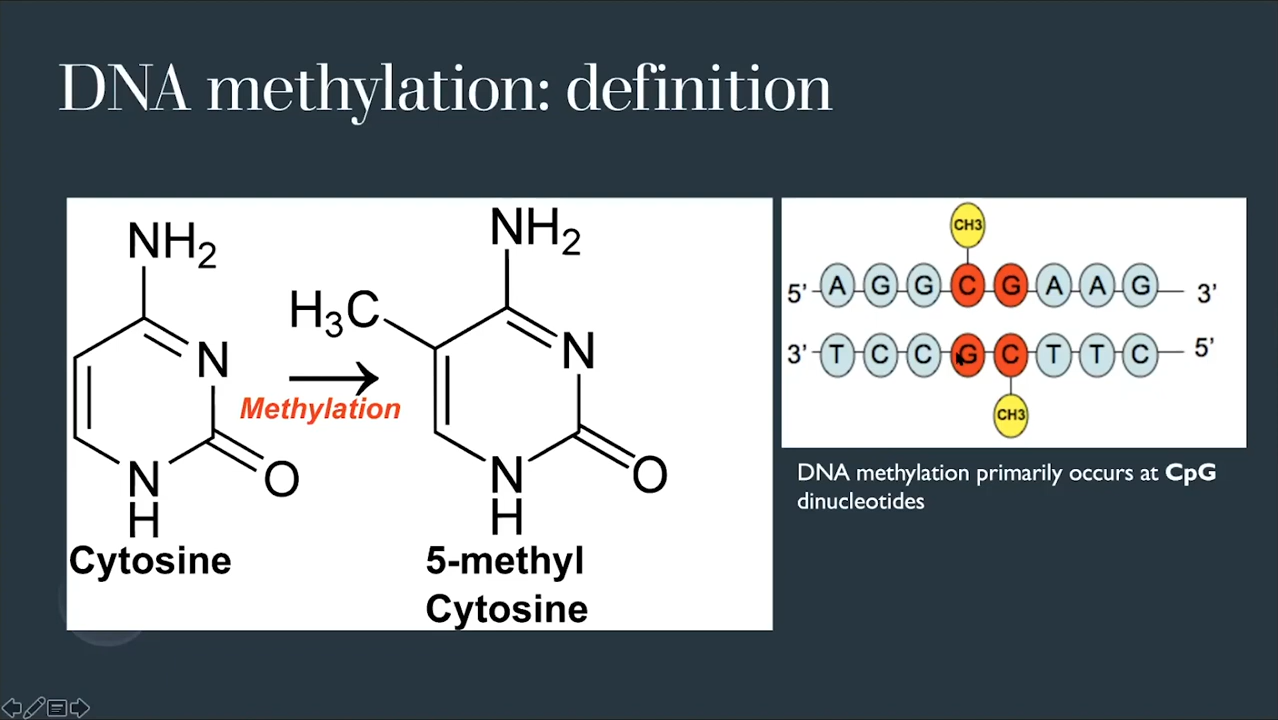 DNA methylation: definition
NH2
N
O
N
H
Cytosine
Methylation
NH2
H3C
N
O
N
H
5-methyl
Cytosine
CH3
5' A G G C G A A G 3'
3' T C C G C T T C 5'
CH3
DNA methylation primarily occurs at CpG
dinucleotides